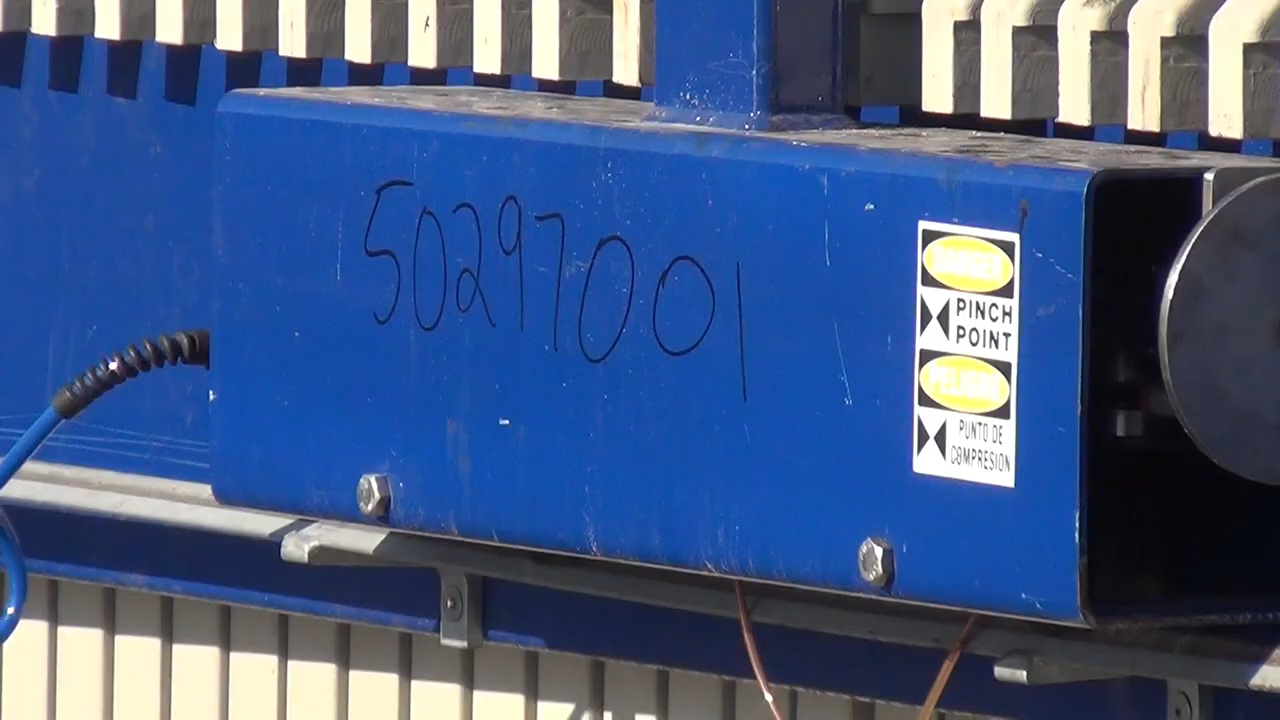 50297001
DANGER
PINCH
POINT
PELIGRO
PUNTO DE
COMPRESION